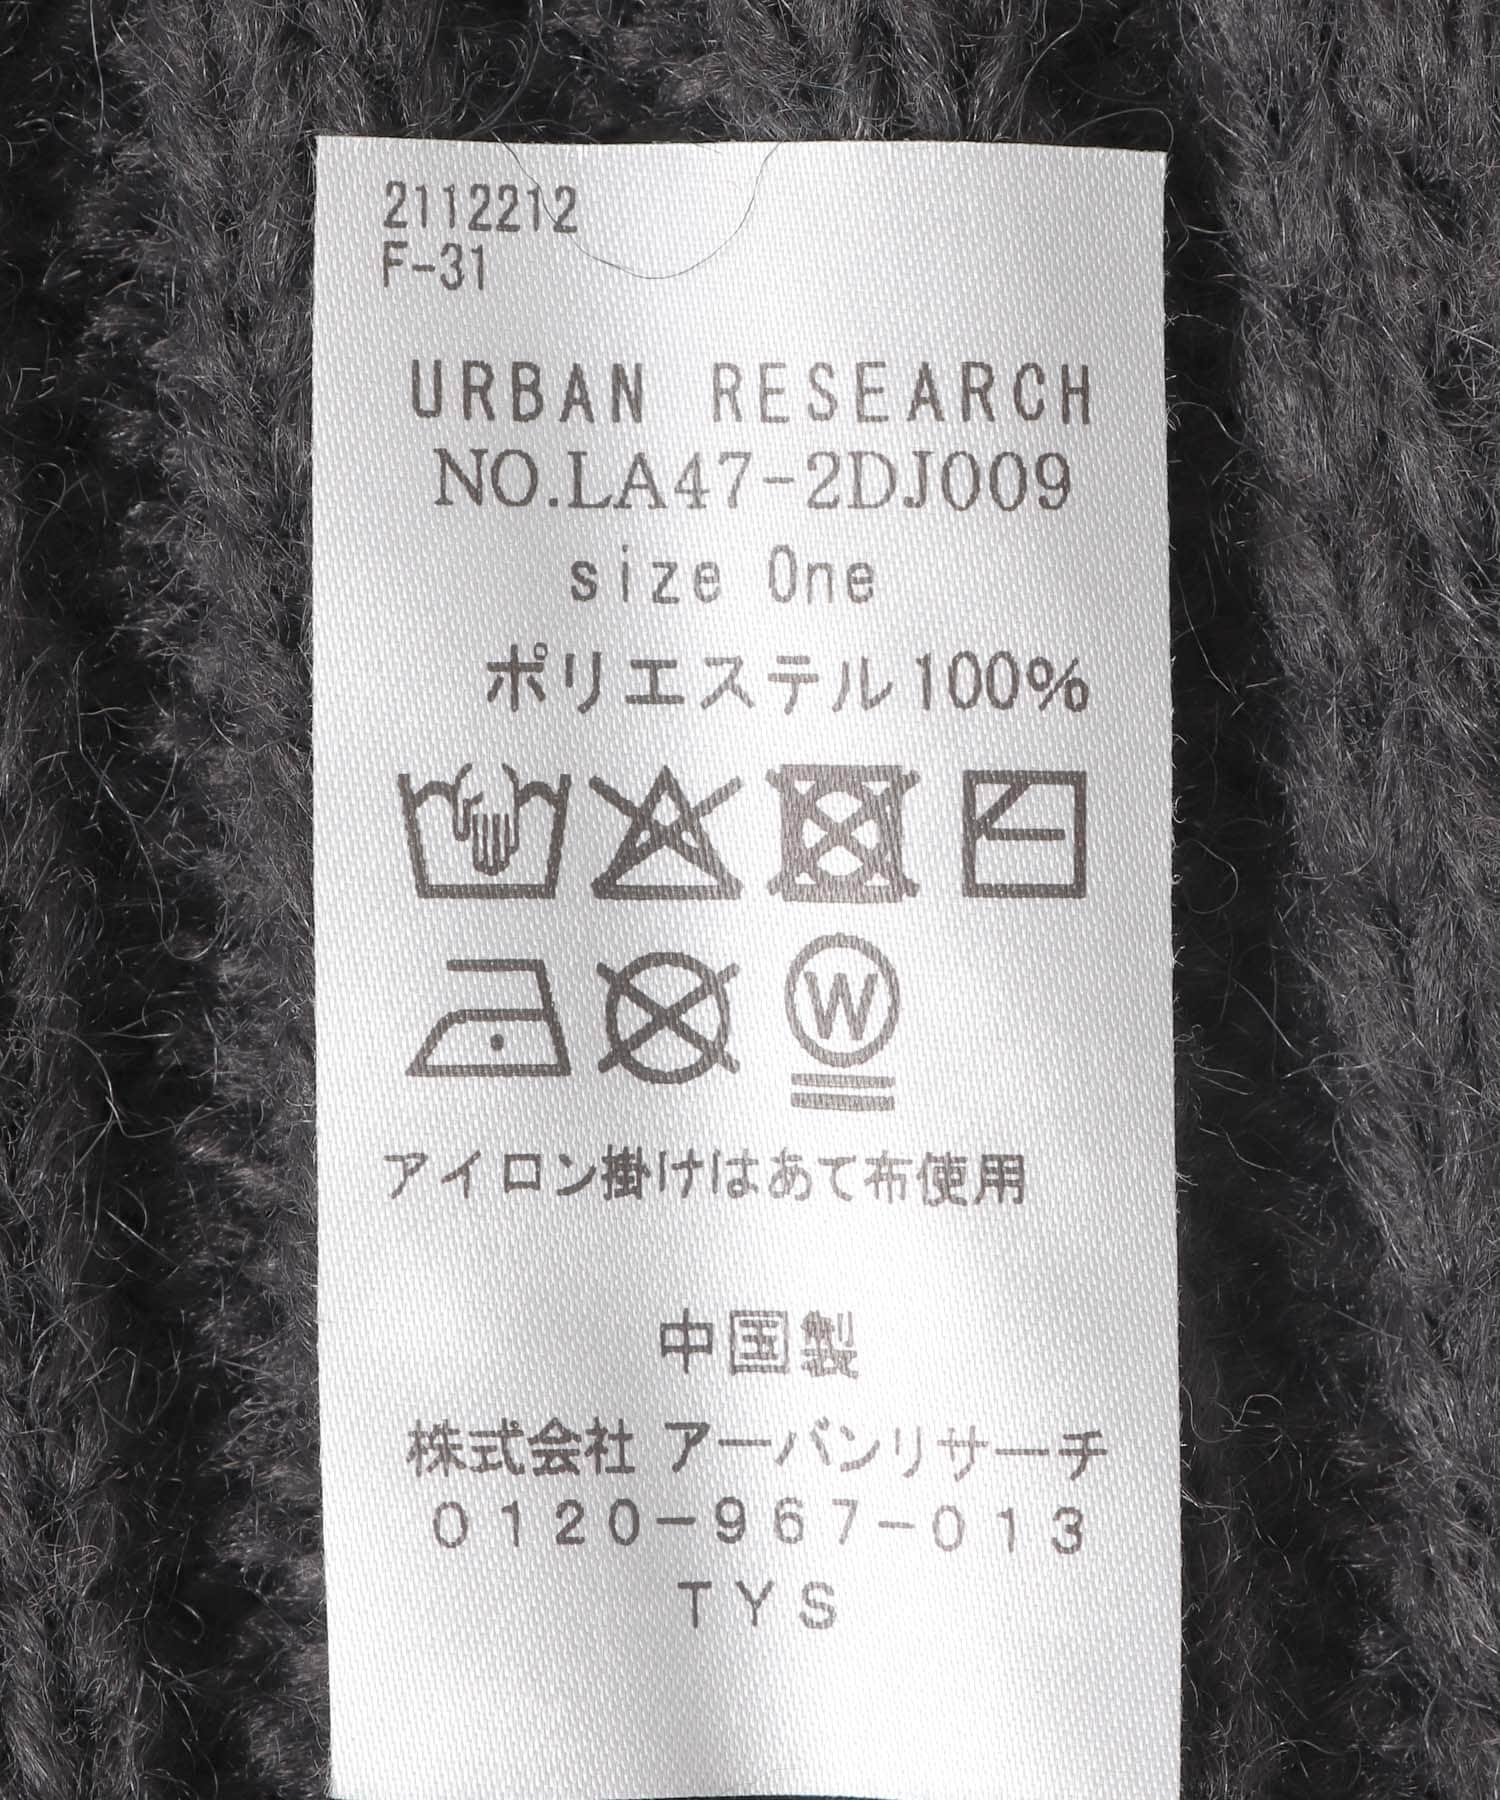 2112212
F-31
URBAN RESEARCH
NO.LA47-2DJ009
size One
ポリエステル100%
W
アイロン掛けはあて布使用
中国製
株式会社 アーバンリサーチ
0120-967-013
TYS